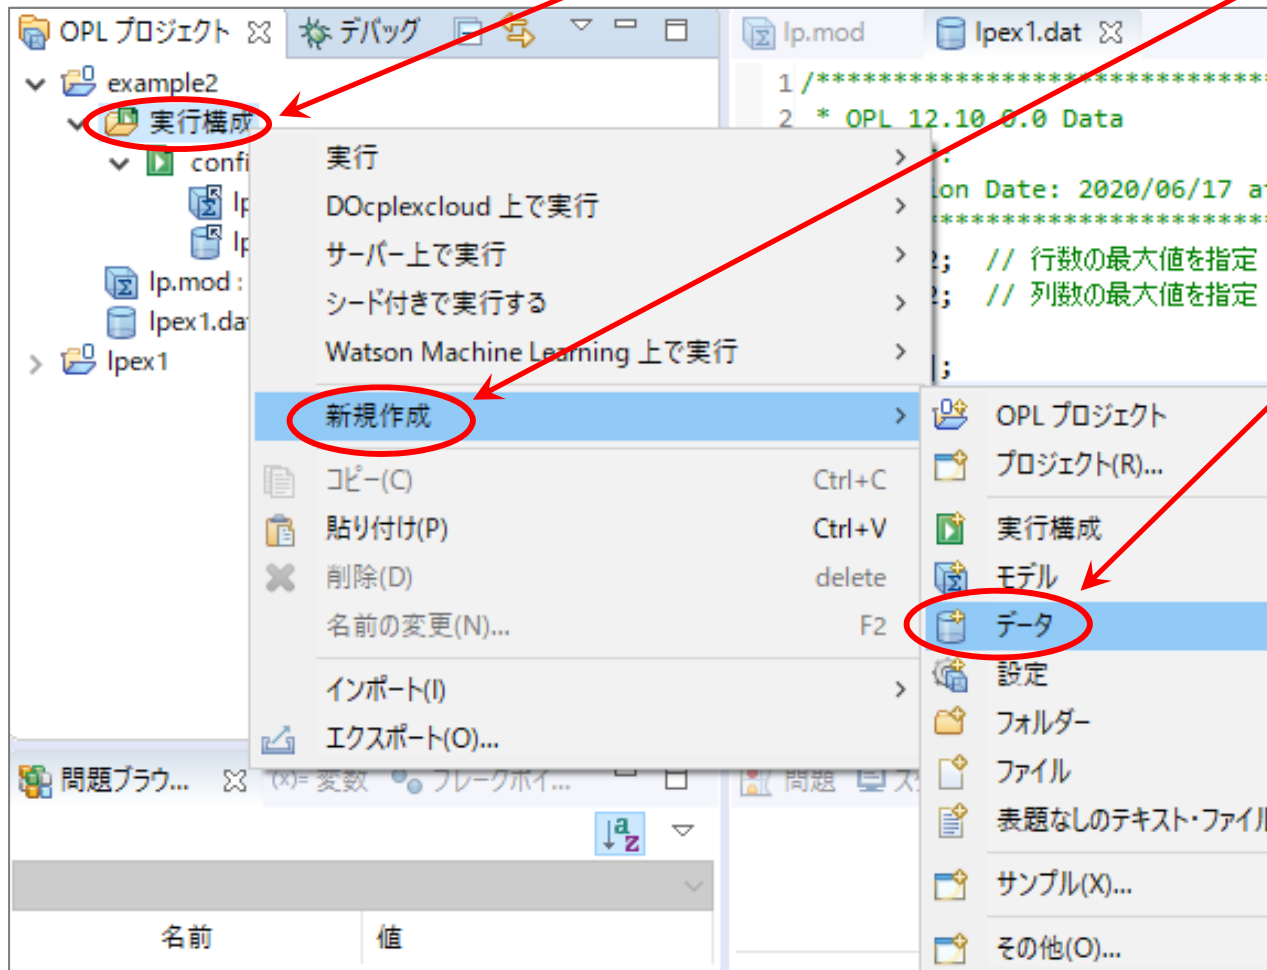 OPL プロジェクト
デバッグ
example2
実行構成
confi
lp.mod :
lpex1.da
lpex1
lp.mod
lpex1.dat
1 /******************************
2 * OPL 12.10.0.0 Data
ion Date: 2020/06/17 at
2; // 行数の最大値を指定
2; // 列数の最大値を指定
];
実行
DOcplexcloud 上で実行
サーバー上で実行
シード付きで実行する
Watson Machine Learning 上で実行
新規作成
コピー(C) Ctrl+C
貼り付け(P) Ctrl+V
削除(D) delete
名前の変更(N)... F2
インポート(I)
エクスポート(O)...
OPL プロジェクト
プロジェクト(R)...
実行構成
モデル
データ
設定
フォルダー
ファイル
表題なしのテキスト・ファイル
サンプル(X)...
その他(O)...
問題ブラウ...
(x)= 変数
ブレークポイ...
問題
名前 値